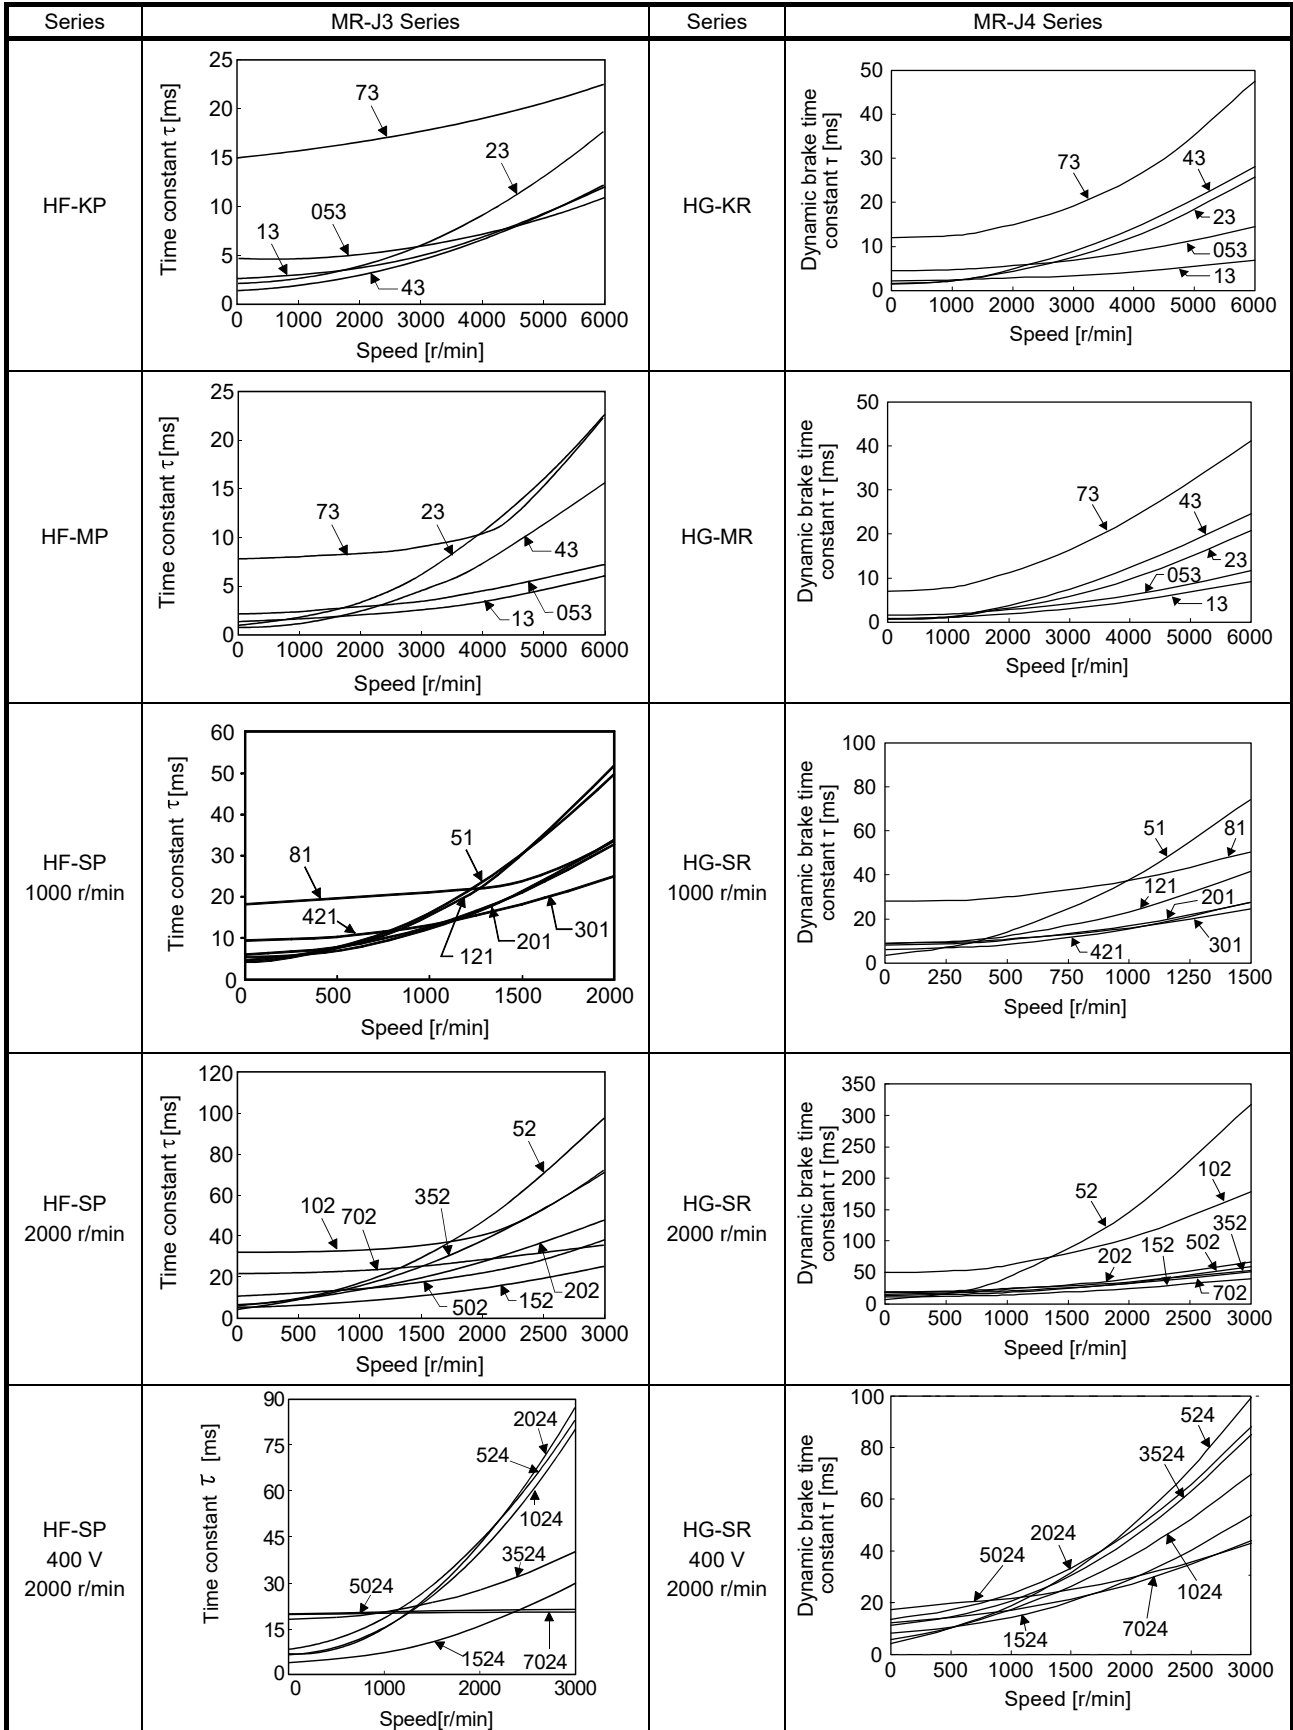 Series MR-J3 Series Series MR-J4 Series
HF-KP
Time constant τ [ms]
25
20
15
10
5
0
73
23
053
13
43
0 1000 2000 3000 4000 5000 6000
Speed [r/min]
HG-KR
Dynamic brake time
constant τ [ms]
50
40
30
20
10
0
73
43
23
053
13
0 1000 2000 3000 4000 5000 6000
Speed [r/min]
HF-MP
Time constant τ [ms]
25
20
15
10
5
0
73
23
43
053
13
0 1000 2000 3000 4000 5000 6000
Speed [r/min]
HG-MR
Dynamic brake time
constant τ [ms]
50
40
30
20
10
0
73
43
23
053
13
0 1000 2000 3000 4000 5000 6000
Speed [r/min]
HF-SP
1000 r/min
Time constant τ [ms]
60
50
40
30
20
10
0
81
51
421
121
201
301
0 500 1000 1500 2000
Speed [r/min]
HG-SR
1000 r/min
Dynamic brake time
constant τ [ms]
100
80
60
40
20
0
51
81
121
201
421
301
0 250 500 750 1000 1250 1500
Speed [r/min]
HF-SP
2000 r/min
Time constant τ [ms]
120
100
80
60
40
20
0
52
102
702
352
502
152
202
0 500 1000 1500 2000 2500 3000
Speed [r/min]
HG-SR
2000 r/min
Dynamic brake time
constant τ [ms]
350
300
250
200
150
100
50
0
52
102
202
152
502
352
702
0 500 1000 1500 2000 2500 3000
Speed [r/min]
HF-SP
400 V
2000 r/min
Time constant τ [ms]
90
75
60
45
30
15
0
2024
524
1024
3524
5024
1524
7024
0 1000 2000 3000
Speed[r/min]
HG-SR
400 V
2000 r/min
Dynamic brake time
constant τ [ms]
100
80
60
40
20
0
524
3524
2024
5024
1024
7024
1524
0 500 1000 1500 2000 2500 3000
Speed [r/min]